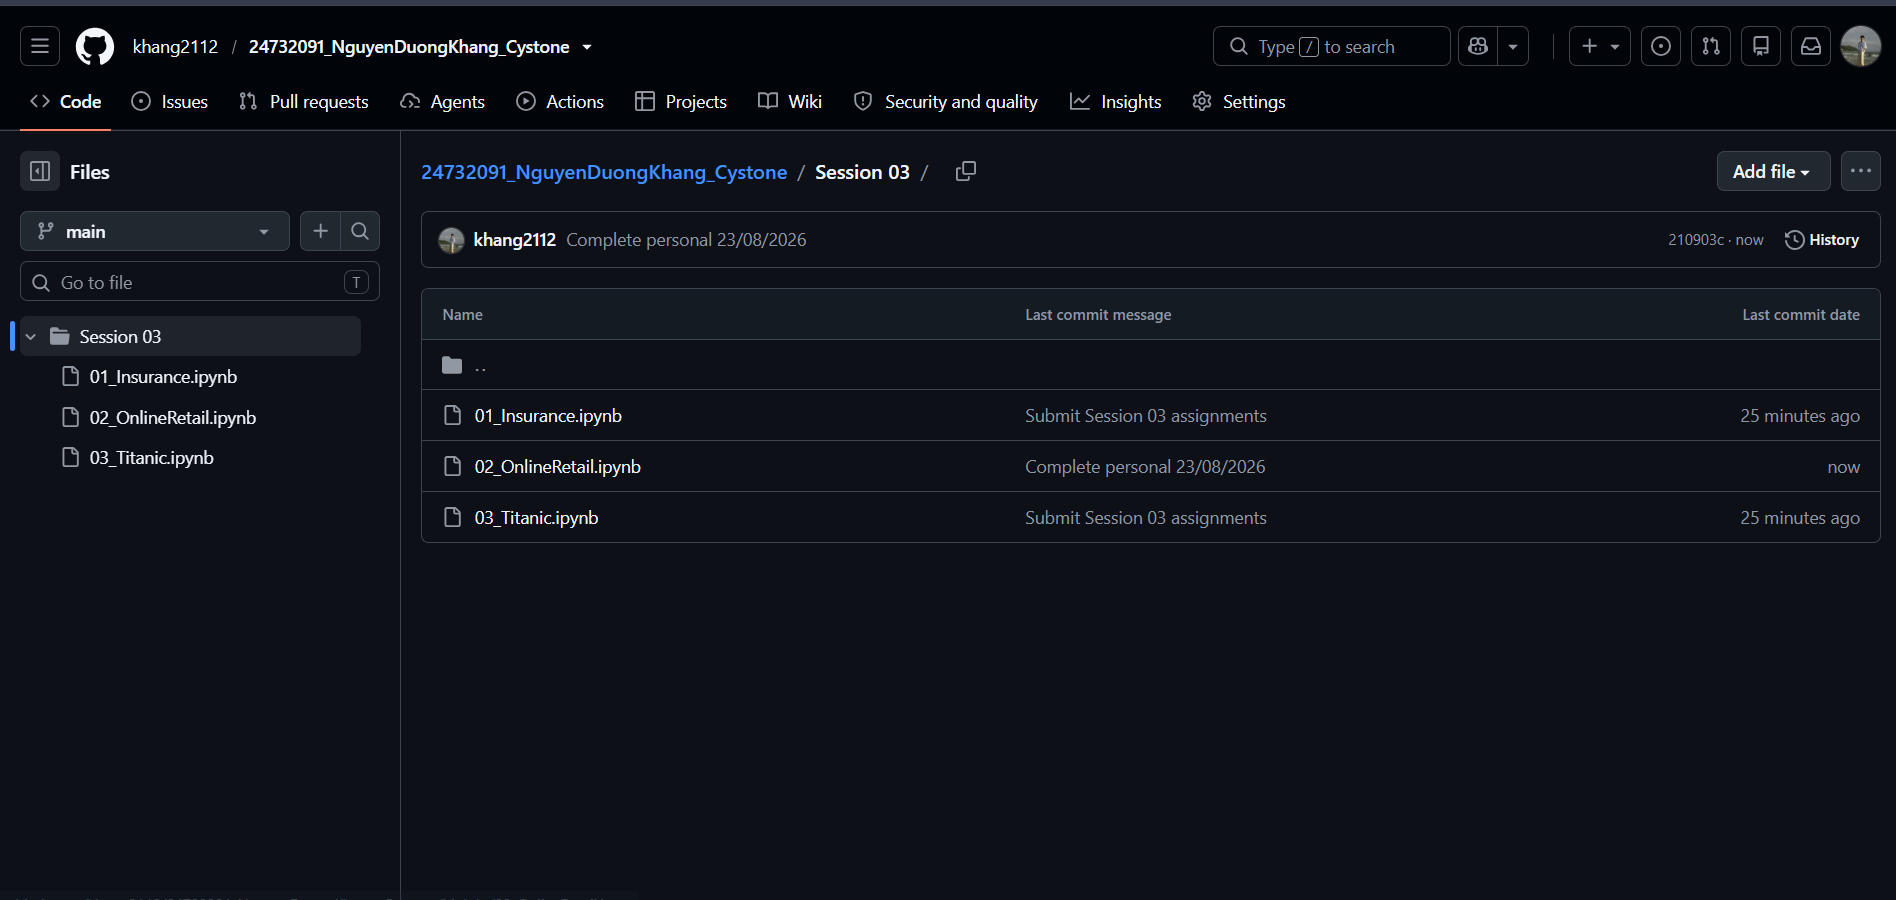 khang2112 / 24732091_NguyenDuongKhang_Cystone
Type / to search
Code Issues Pull requests Agents Actions Projects Wiki Security and quality Insights Settings
Files
main
Go to file T
Session 03
01_Insurance.ipynb
02_OnlineRetail.ipynb
03_Titanic.ipynb
24732091_NguyenDuongKhang_Cystone / Session 03 /
Add file
khang2112 Complete personal 23/08/2026 210903c · now History
Name Last commit message Last commit date
..
01_Insurance.ipynb Submit Session 03 assignments 25 minutes ago
02_OnlineRetail.ipynb Complete personal 23/08/2026 now
03_Titanic.ipynb Submit Session 03 assignments 25 minutes ago